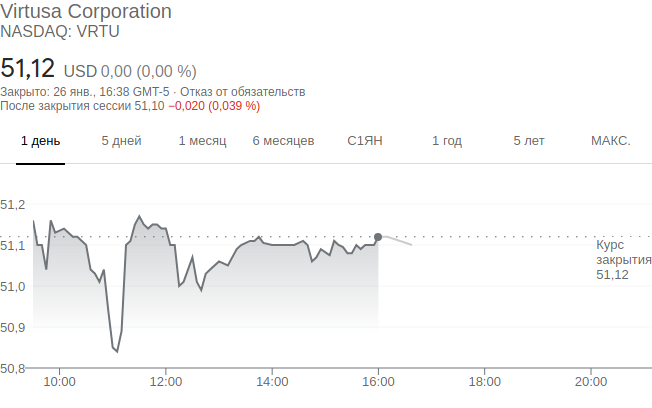 Virtusa Corporation
NASDAQ: VRTU
51,12 USD 0,00 (0,00 %)
Закрыто: 26 янв., 16:38 GMT-5 · Отказ от обязательств
После закрытия сессии 51,10 −0,020 (0,039 %)
1 день 5 дней 1 месяц 6 месяцев С1ЯН 1 год 5 лет МАКС.
51,2
51,1
Курс
закрытия
51,12
51,0
50,9
50,8
10:00 12:00 14:00 16:00 18:00 20:00